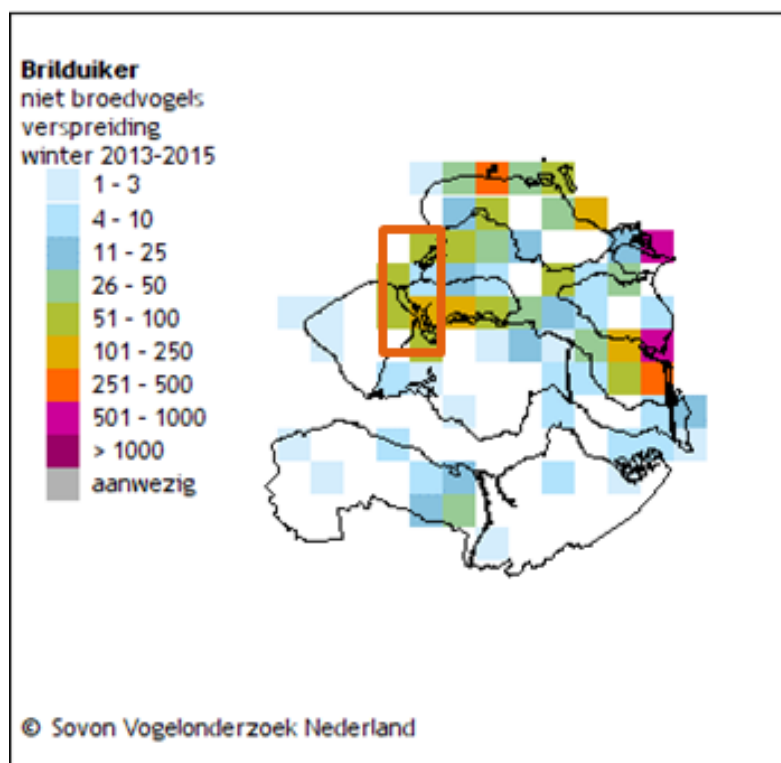 Brilduiker
niet broedvogels
verspreiding
winter 2013-2015
1 - 3
4 - 10
11 - 25
26 - 50
51 - 100
101 - 250
251 - 500
501 - 1000
> 1000
aanwezig
© Sovon Vogelonderzoek Nederland